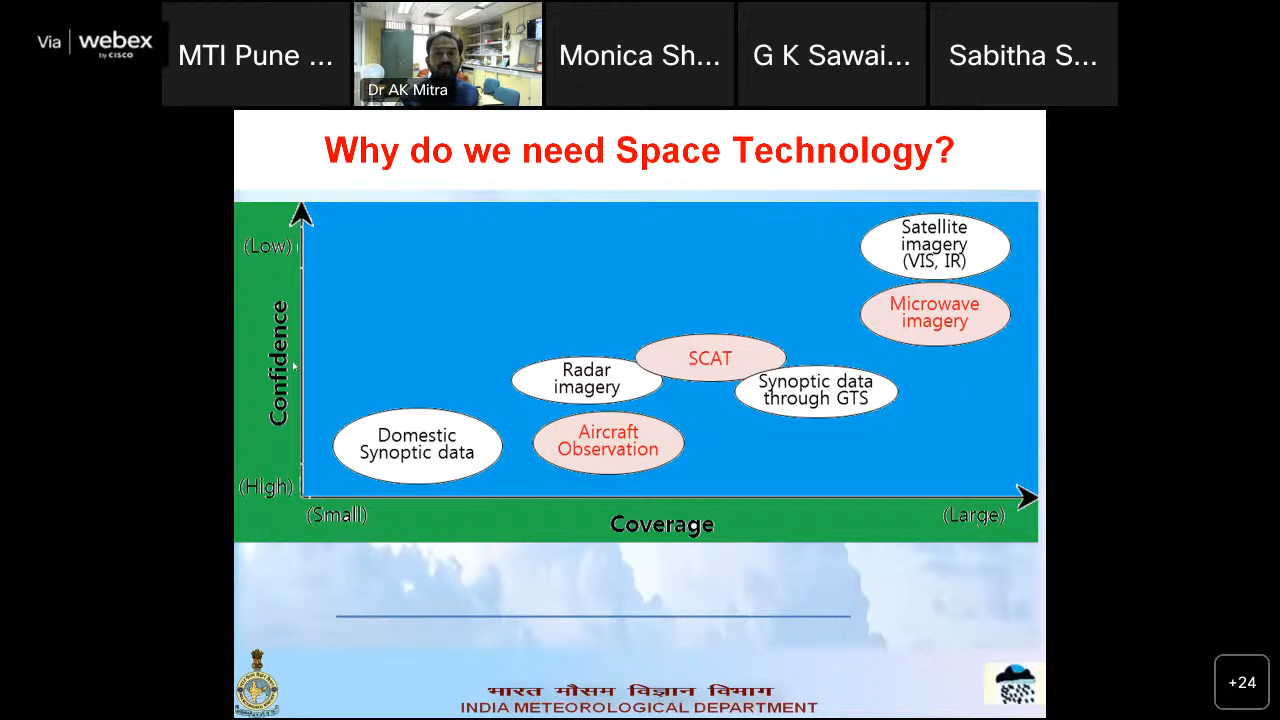 Via webex
by CISCO
MTI Pune ...
Dr AK Mitra
Monica Sh...
G K Sawai...
Sabitha S...
Why do we need Space Technology?
(Low)
Confidence
(High)
Satellite
imagery
(VIS, IR)
Microwave
imagery
SCAT
Radar
imagery
Synoptic data
through GTS
Domestic
Synoptic data
Aircraft
Observation
(Small)
Coverage
(Large)
भारत मौसम विज्ञान विभाग
INDIA METEOROLOGICAL DEPARTMENT
+24